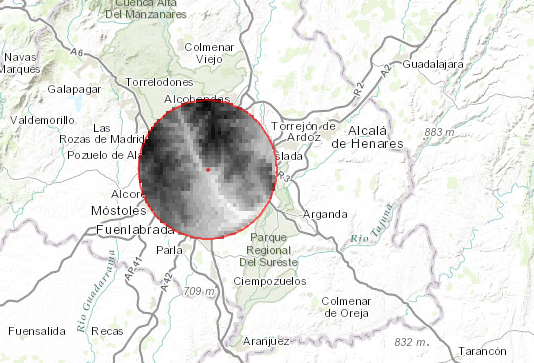 Cuenca Alta
Del Manzanares
Colmenar
Viejo
A6
Navas
Marqués
Guadalajara
A2
R2
Torrelodones
Galapagar
Alcobendas
Valdemorillo
Las
Rozas de Madrid
Torrejón de
Ardoz
Alcalá
de Henares
883 m
Pozuelo de Ala
slada
R3
Alcor
Móstoles
Arganda
Fuenlabrada
Río Tajuña
Parque
Regional
Del Sureste
Parla
AP41
A42
Río Guadarrama
709 m
Ciempozuelos
Colmenar
de Oreja
Fuensalida
Recas
Aranjuez
832 m.
Tarancón